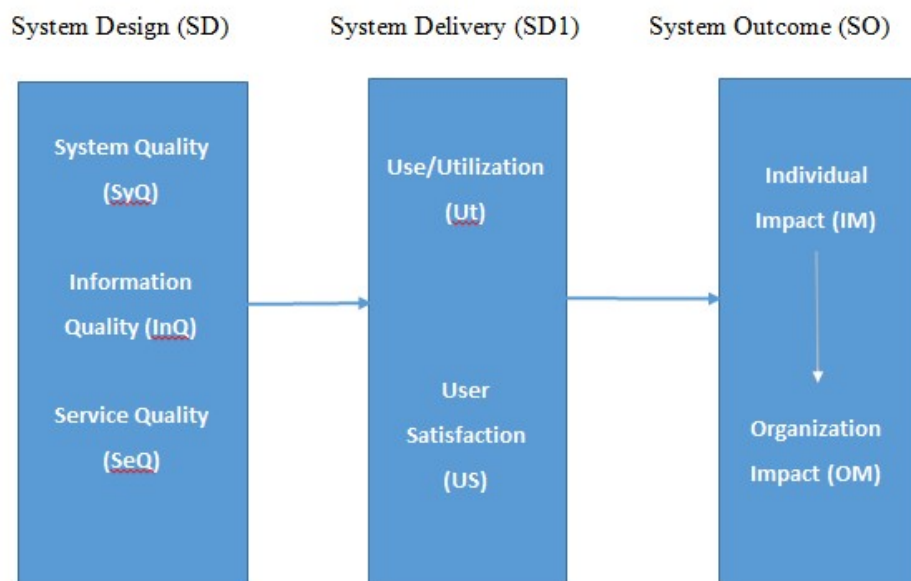 System Design (SD)
System Delivery (SD1)
System Outcome (SO)
System Quality
(SyQ)
Information
Quality (InQ)
Service Quality
(SeQ)
Use/Utilization
(Ut)
User
Satisfaction
(US)
Individual
Impact (IM)
Organization
Impact (OM)